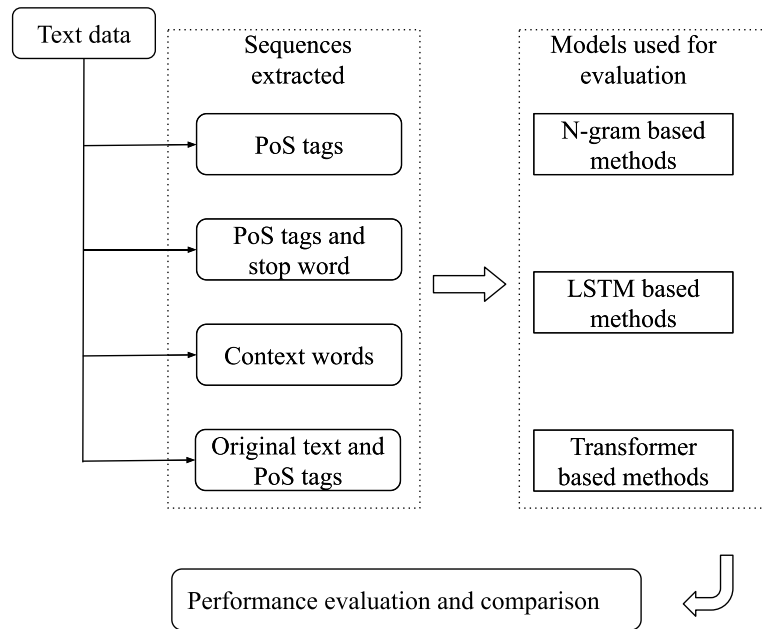 Text data
Sequences
extracted
PoS tags
PoS tags and
stop word
Context words
Original text and
PoS tags
Models used for
evaluation
N-gram based
methods
LSTM based
methods
Transformer
based methods
Performance evaluation and comparison